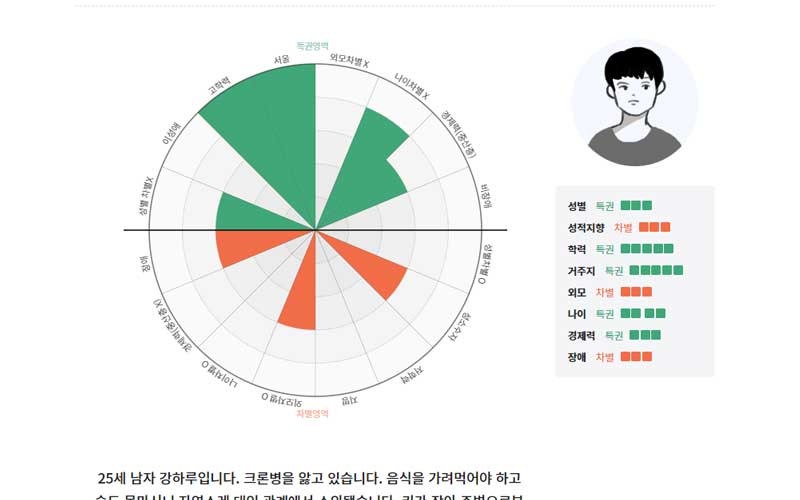 특권영역
서울
외모차별 X
고학력
나이차별 X
이성애
경제력(중산층)
성별 차별X
비장애
장애
성별차별 O
경제력(중산층 X)
성소수자
나이차별 O
저학력
외모차별 O
지방
차별영역
성별 특권
성적지향 차별
학력 특권
거주지 특권
외모 차별
나이 특권
경제력 특권
장애 차별
25세 남자 강하루입니다. 크론병을 앓고 있습니다. 음식을 가려먹어야 하고